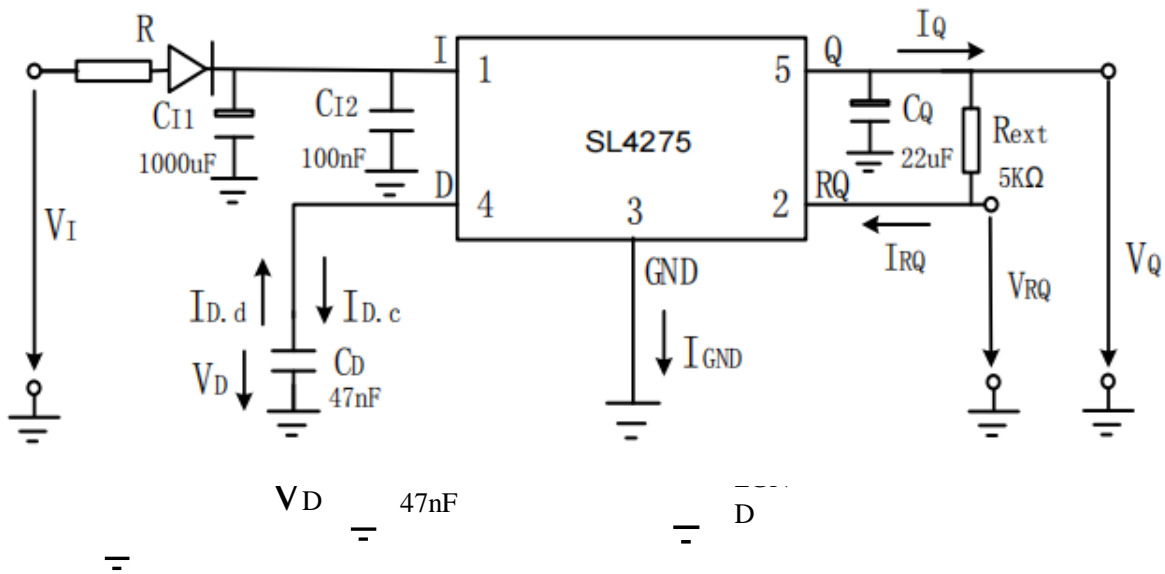 R
I
Q
IQ
1
5
CI1
1000uF
CI2
100nF
SL4275
CQ
22uF
Rext
5KΩ
D
RQ
4
3
2
VI
GND
IRQ
VRQ
VQ
ID.d
ID.c
IGND
VD
CD
47nF
VD
47nF
D